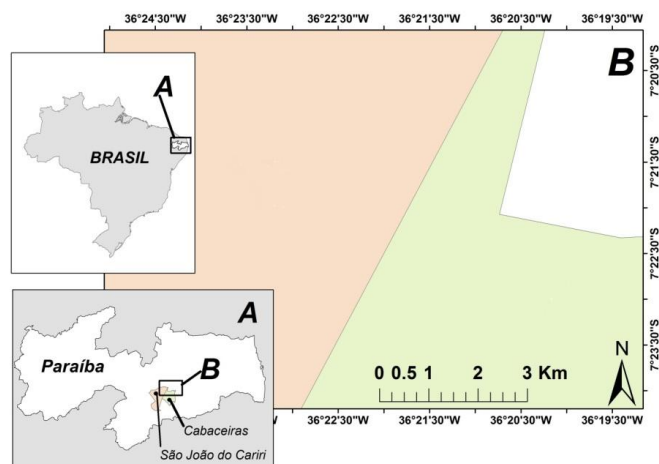 36°24'30"W 36°23'30"W 36°22'30"W 36°21'30"W 36°20'30"W 36°19'30"W
A
BRASIL
B
7°20'30"S
7°21'30"S
7°22'30"S
7°23'30"S
A
Paraíba
B
Cabaceiras
São João do Cariri
0 0.5 1 2 3 Km
N
36°22'30"W 36°21'30"W 36°20'30"W 36°19'30"W